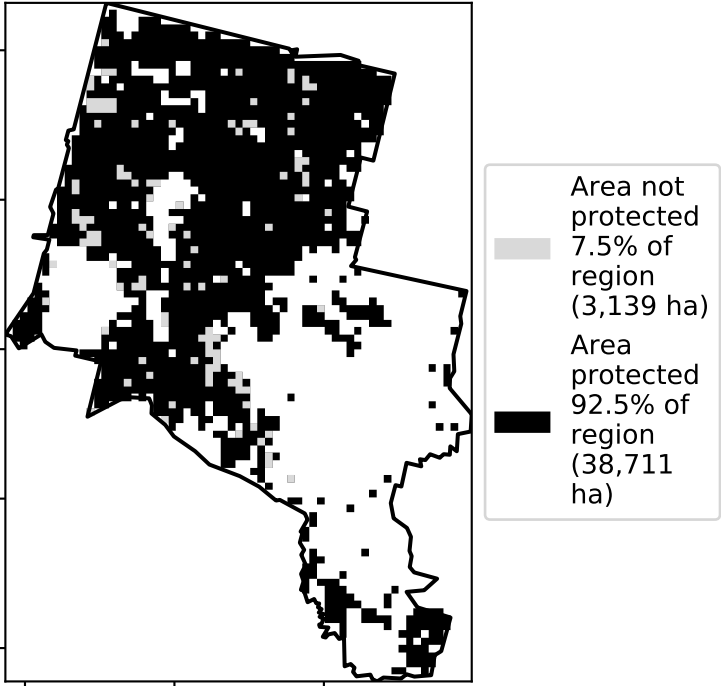 Area not
protected
7.5% of
region
(3,139 ha)
Area
protected
92.5% of
region
(38,711
ha)